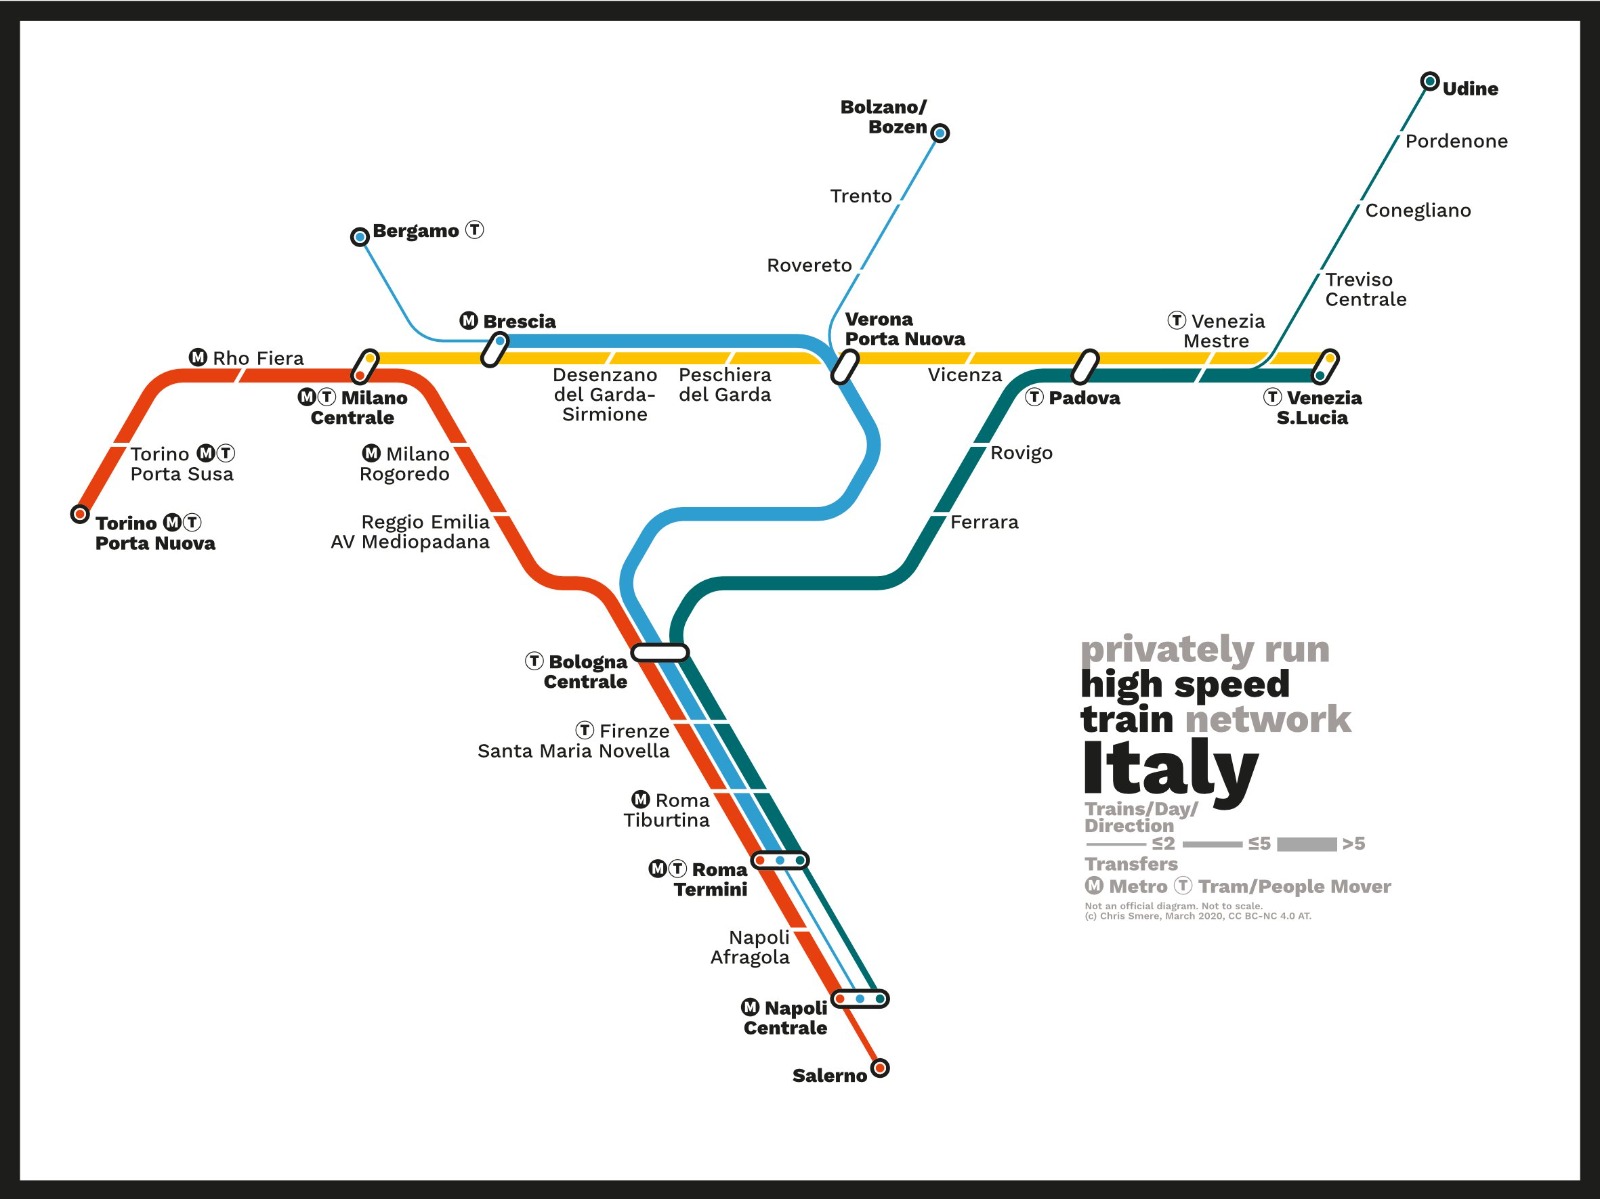 Udine
Pordenone
Conegliano
Treviso
Centrale
Bolzano/
Bozen
Trento
Rovereto
Bergamo T
M Brescia
Verona
Porta Nuova
T Venezia
Mestre
M Rho Fiera
MT Milano
Centrale
Desenzano
del Garda-
Sirmione
Peschiera
del Garda
Vicenza
T Padova
T Venezia
S.Lucia
Torino MT
Porta Susa
M Milano
Rogoredo
Rovigo
Torino MT
Porta Nuova
Reggio Emilia
AV Mediopadana
Ferrara
T Bologna
Centrale
T Firenze
Santa Maria Novella
M Roma
Tiburtina
MT Roma
Termini
Napoli
Afragola
M Napoli
Centrale
Salerno
privately run
high speed
train network
Italy
Trains/Day/
Direction
≤2 ≤5 >5
Transfers
M Metro T Tram/People Mover
Not an official diagram. Not to scale.
(c) Chris Smere, March 2020, CC BC-NC 4.0 AT.